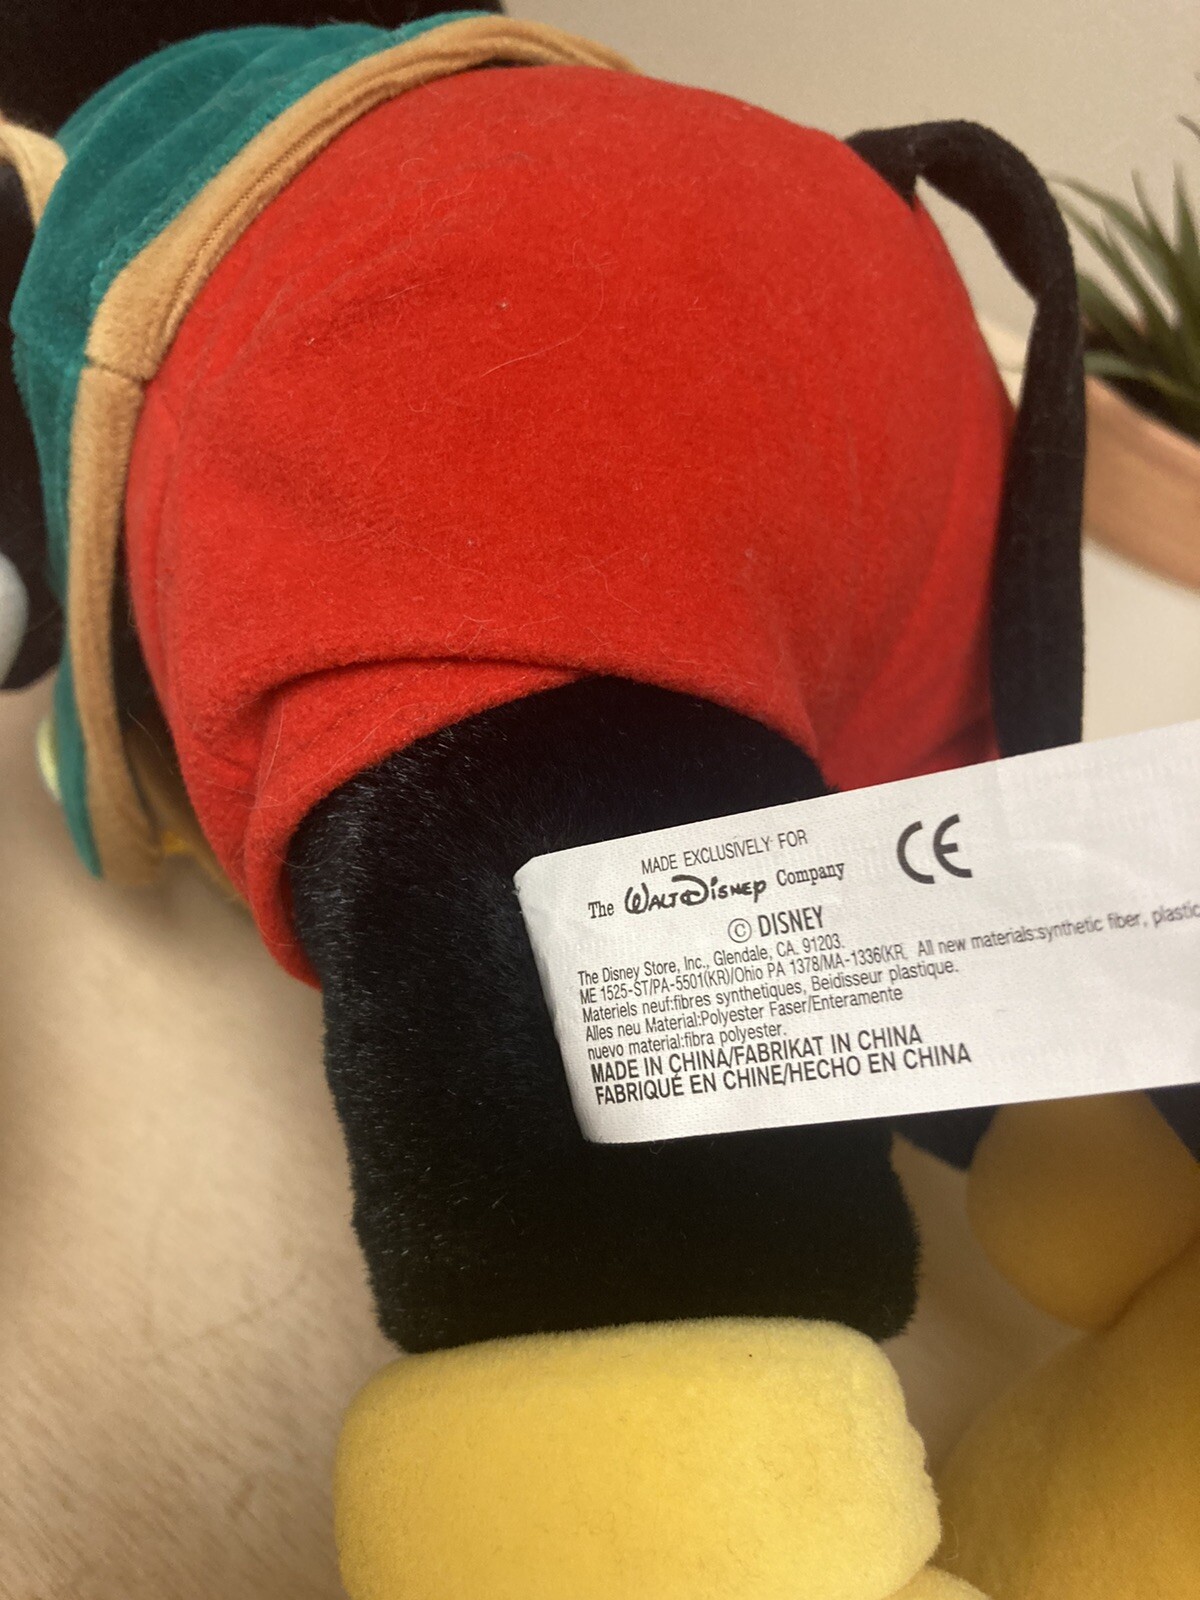 MADE EXCLUSIVELY FOR
The WALT DISNEY Company
CE
© DISNEY
The Disney Store, Inc., Glendale, CA. 91203.
ME 1525-ST/PA-5501(KR)/Ohio PA 1378/MA-1336(KR. All new materials:synthetic fiber, plastic
Materiels neuf:fibres synthetiques, Beidisseur plastique.
Alles neu Material:Polyester Faser/Enteramente
nuevo material:fibra polyester.
MADE IN CHINA/FABRIKAT IN CHINA
FABRIQUÉ EN CHINE/HECHO EN CHINA